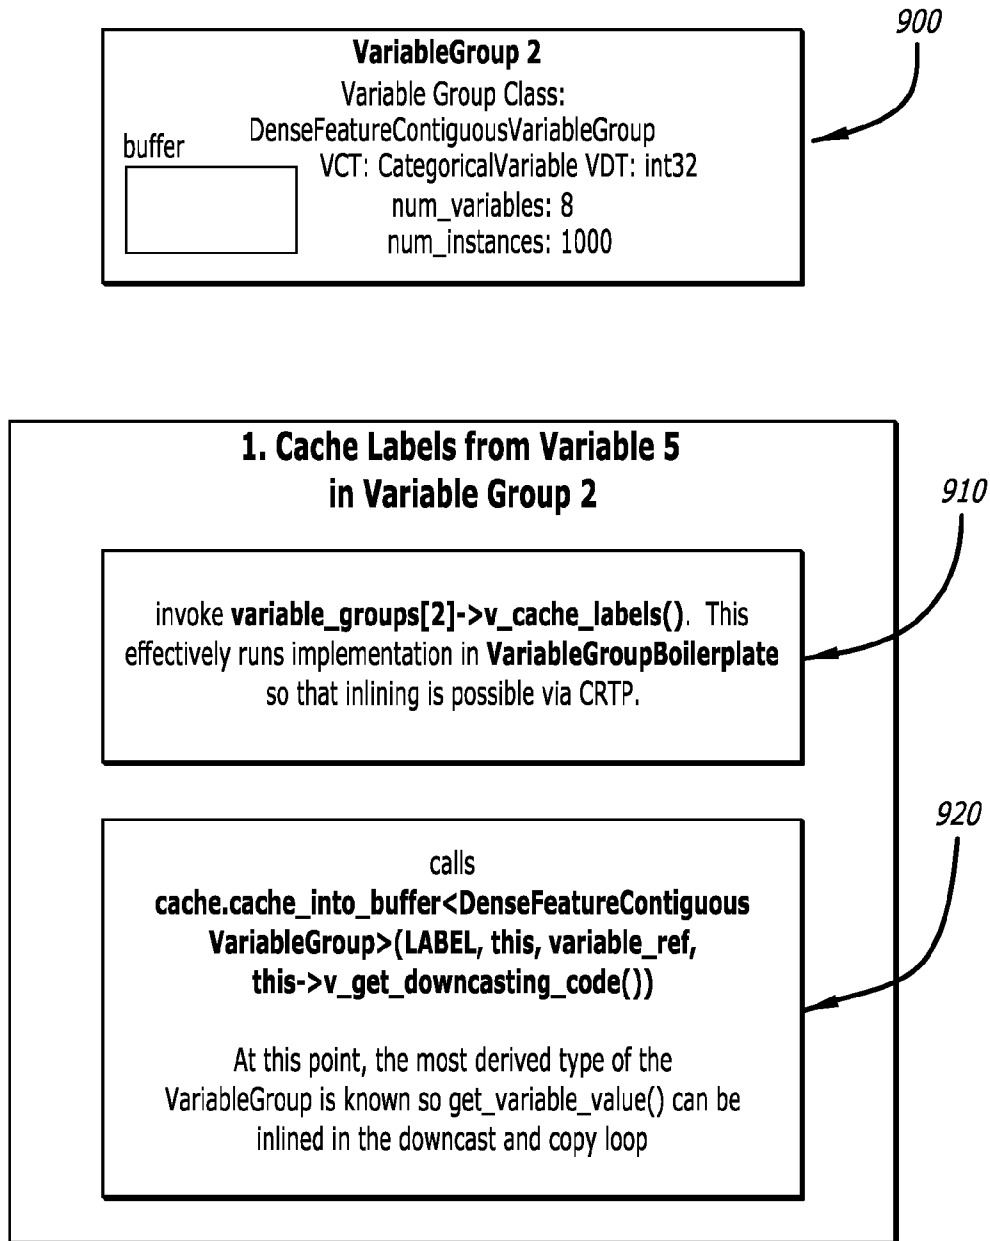 900
VariableGroup 2
Variable Group Class:
DenseFeatureContiguousVariableGroup
buffer
VCT: CategoricalVariable VDT: int32
num_variables: 8
num_instances: 1000
1. Cache Labels from Variable 5
in Variable Group 2
910
invoke variable_groups[2]->v_cache_labels(). This
effectively runs implementation in VariableGroupBoilerplate
so that inlining is possible via CRTP.
920
calls
cache.cache_into_buffer<DenseFeatureContiguous
VariableGroup>(LABEL, this, variable_ref,
this->v_get_downcasting_code())
At this point, the most derived type of the
VariableGroup is known so get_variable_value() can be
inlined in the downcast and copy loop